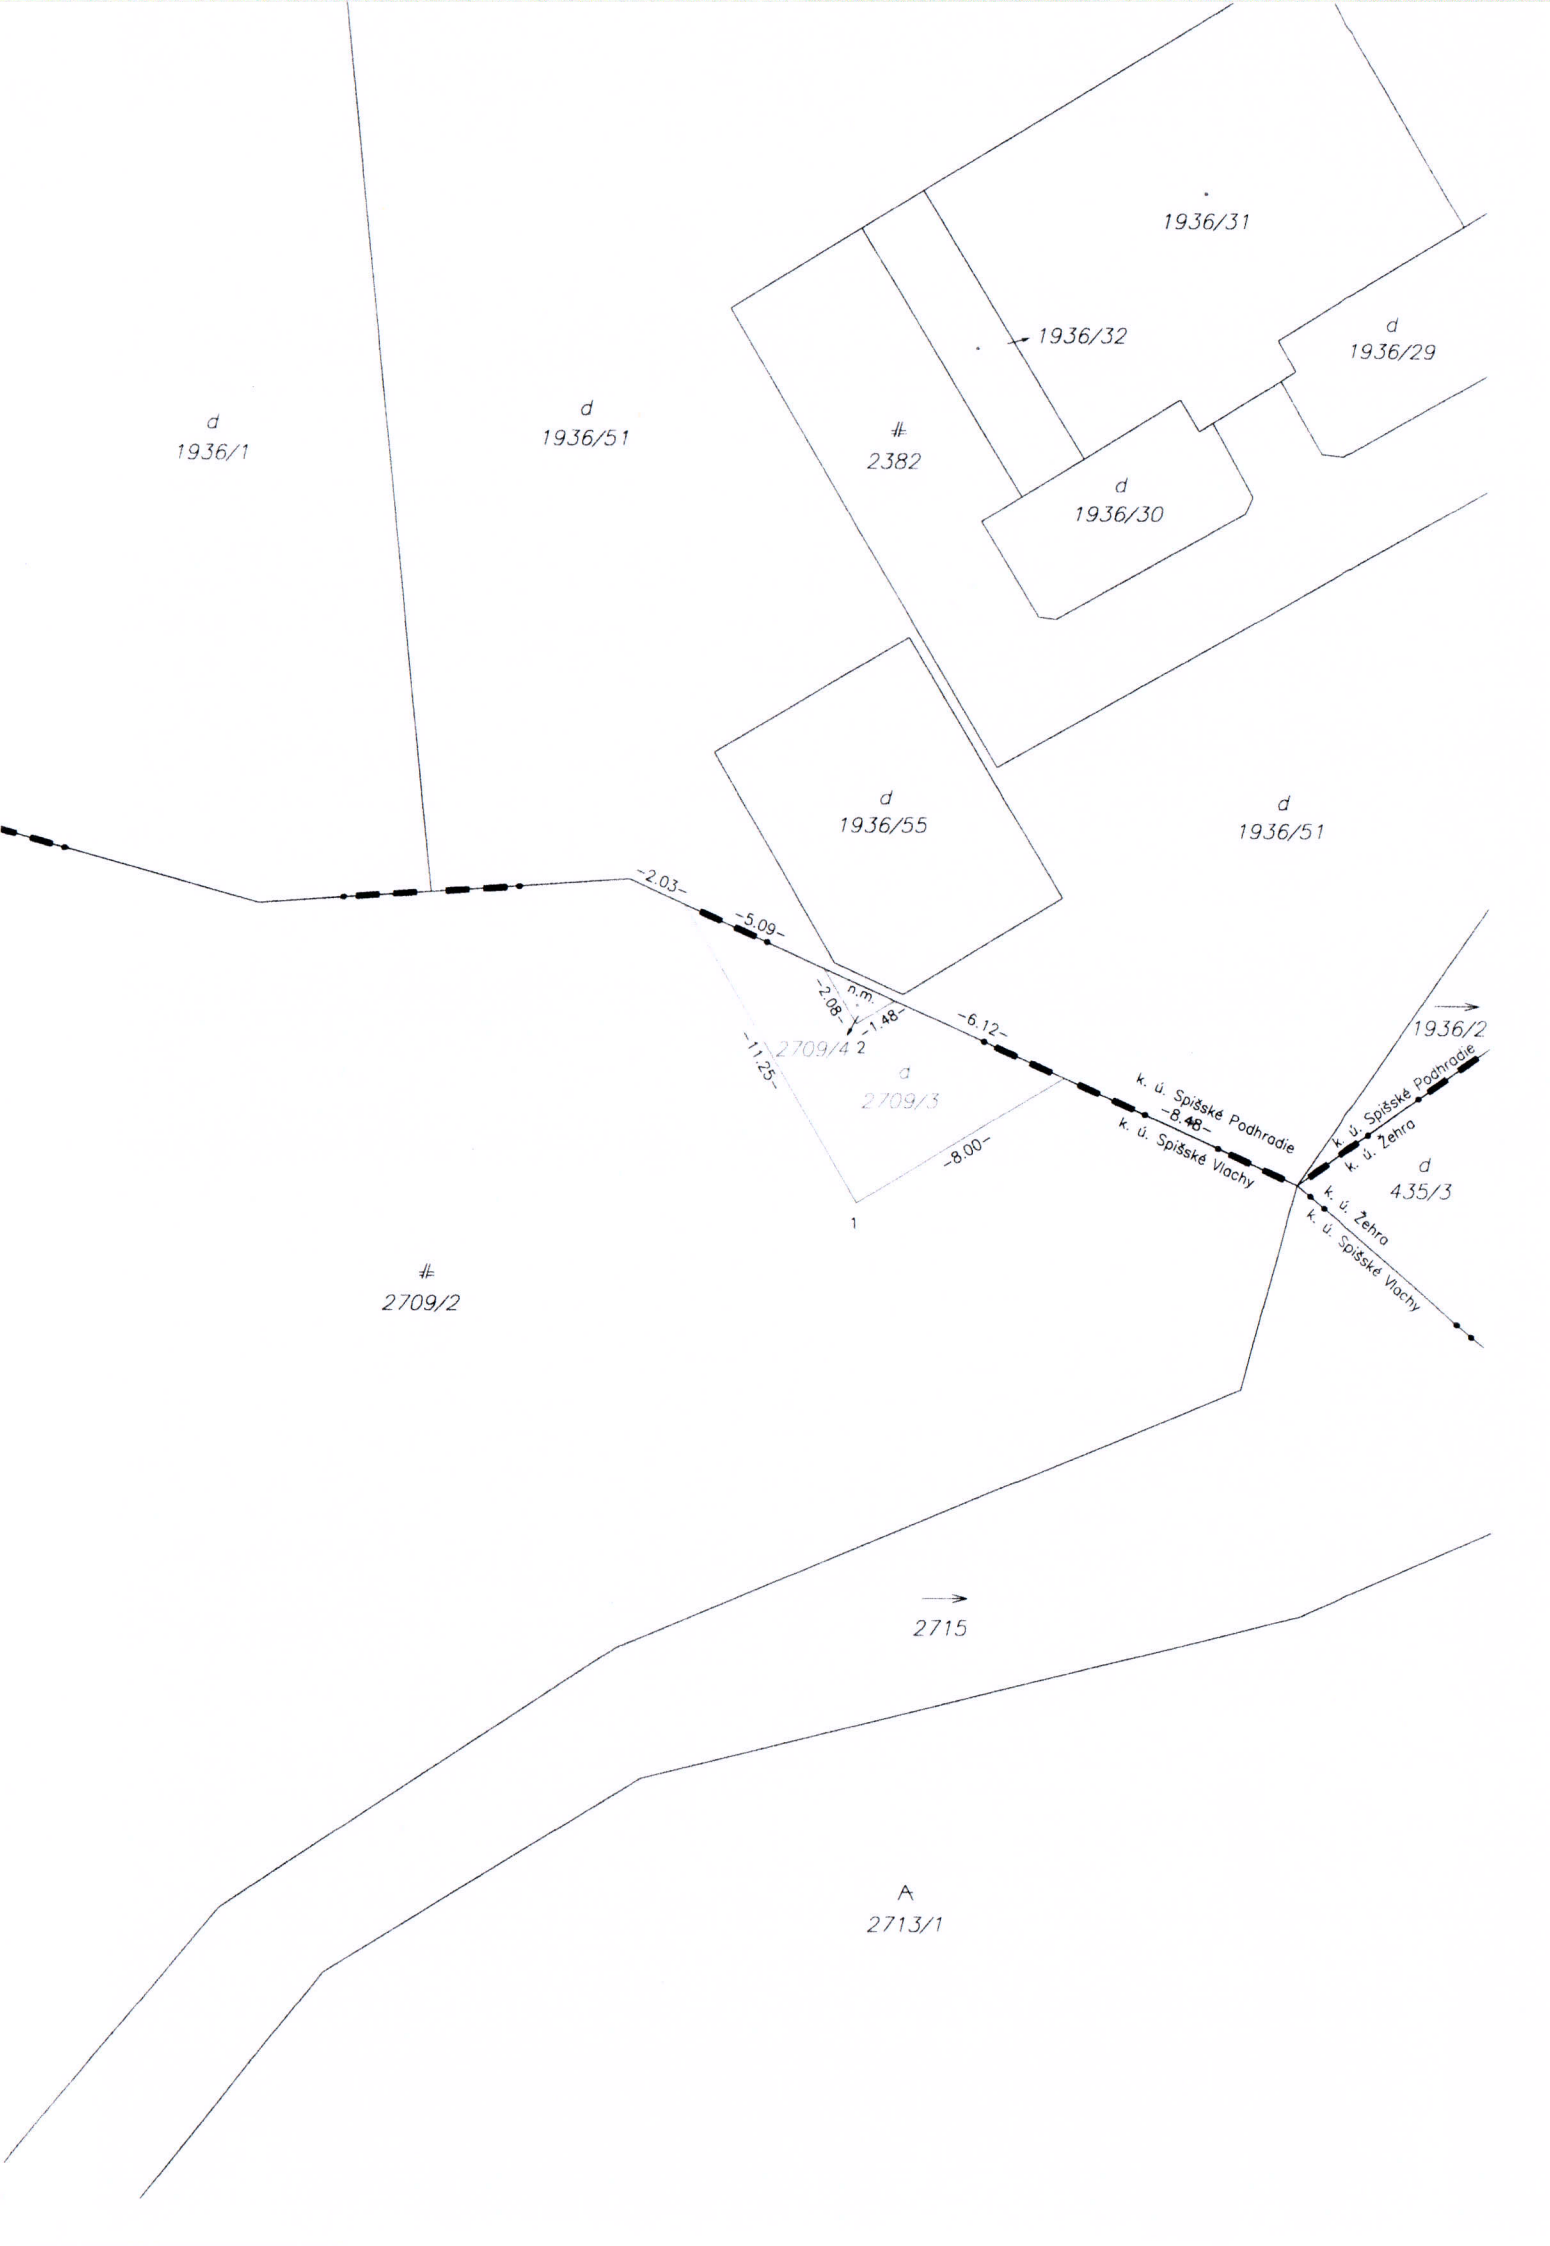 1936/31
1936/32
d
1936/29
d
1936/1
d
1936/51
#
2382
d
1936/30
d
1936/55
d
1936/51
-2.03-
-5.09-
n.m.
-2.08-
-1.48-
-6.12-
1936/2
2709/4
2
-11.25-
d
2709/3
-8.00-
k. ú. Spišské Podhradie
-8.48-
k. ú. Spišské Vlachy
k. ú. Spišské Podhradie
k. ú. Žehra
d
435/3
k. ú. Žehra
k. ú. Spišské Vlachy
1
#
2709/2
2715
A
2713/1